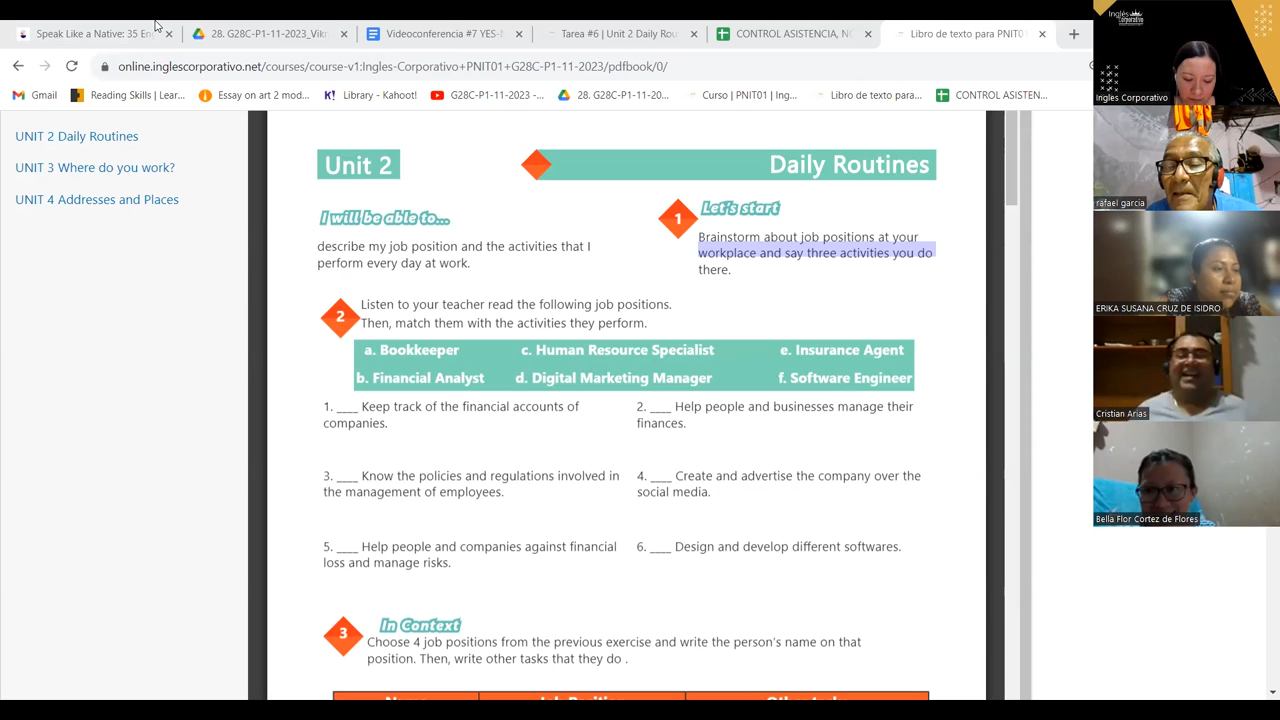 Speak Like a Native: 35 En
28. G28C-P1-11-2023_Vikr
Videoconferencia #7 YES-N
Tarea #6 | Unit 2 Daily Rou
CONTROL ASISTENCIA, NO
Libro de texto para PNIT01
online.inglescorporativo.net/courses/course-v1:Ingles-Corporativo+PNIT01+G28C-P1-11-2023/pdfbook/0/
Gmail
Reading Skills | Lear...
Essay on art 2 mod...
Library - Kano
G28C-P1-11-2023 -...
28. G28C-P1-11-20...
Curso | PNIT01 | Ing...
Libro de texto para...
CONTROL ASISTEN...
UNIT 2 Daily Routines
UNIT 3 Where do you work?
UNIT 4 Addresses and Places
Unit 2
Daily Routines
I will be able to...
describe my job position and the activities that I
perform every day at work.
1
Let's start
Brainstorm about job positions at your
workplace and say three activities you do
there.
2
Listen to your teacher read the following job positions.
Then, match them with the activities they perform.
a. Bookkeeper c. Human Resource Specialist e. Insurance Agent
b. Financial Analyst d. Digital Marketing Manager f. Software Engineer
1. ____ Keep track of the financial accounts of
companies.
2. ____ Help people and businesses manage their
finances.
3. ____ Know the policies and regulations involved in
the management of employees.
4. ____ Create and advertise the company over the
social media.
5. ____ Help people and companies against financial
loss and manage risks.
6. ____ Design and develop different softwares.
3
In Context
Choose 4 job positions from the previous exercise and write the person's name on that
position. Then, write other tasks that they do .
Name Job Position Other tasks
Inglés
Corporativo
Ingles Corporativo
rafael garcia
ERIKA SUSANA CRUZ DE ISIDRO
Cristian Arias
Bella Flor Cortez de Flores